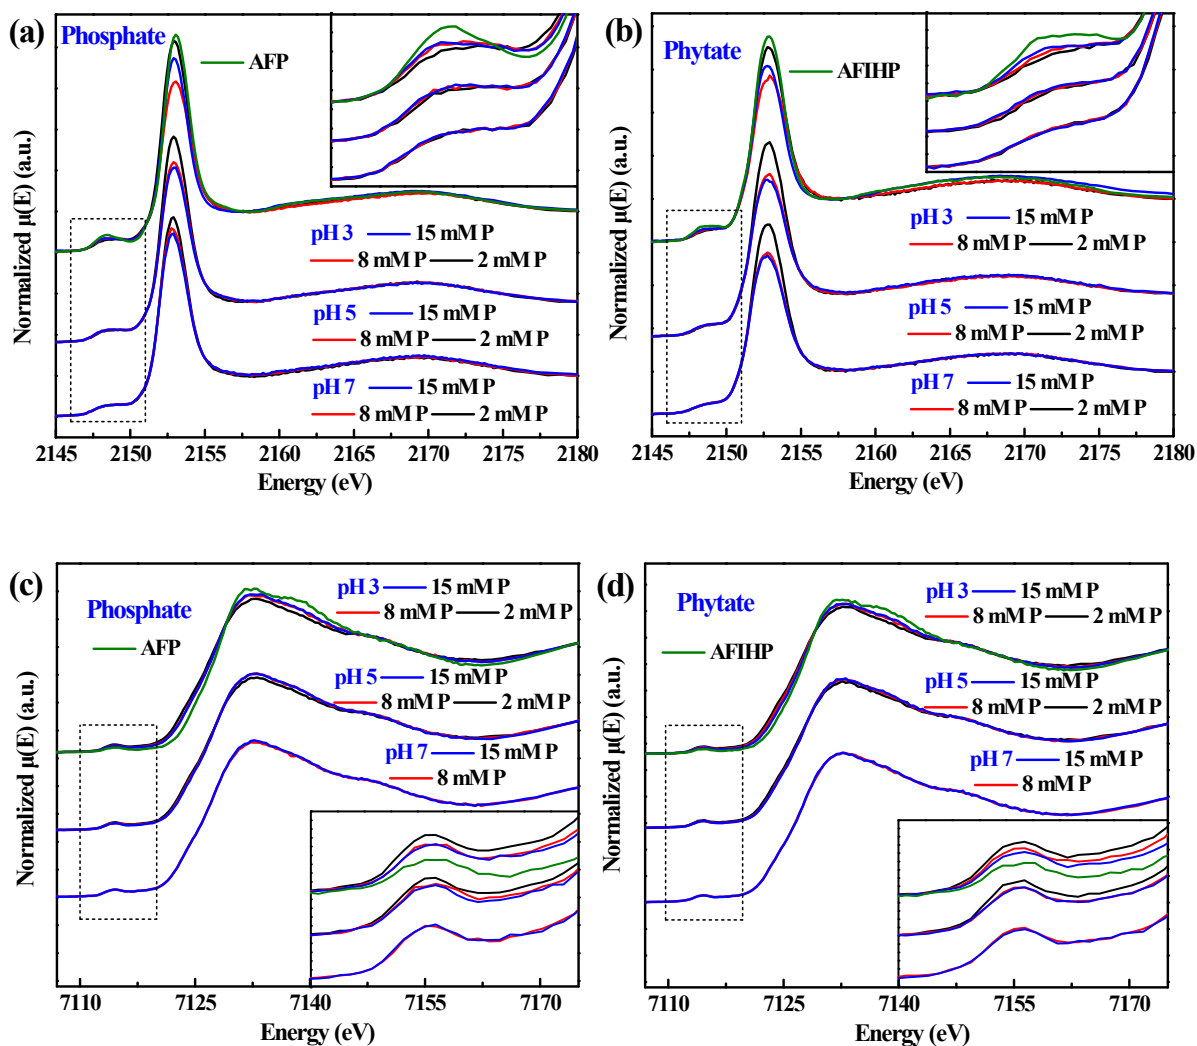 (a)
Phosphate
AFP
Normalized μ(E) (a.u.)
pH 3 15 mM P
8 mM P 2 mM P
pH 5 15 mM P
8 mM P 2 mM P
pH 7 15 mM P
8 mM P 2 mM P
2145 2150 2155 2160 2165 2170 2175 2180
Energy (eV)
(b)
Phytate
AFIHP
Normalized μ(E) (a.u.)
pH 3 15 mM P
8 mM P 2 mM P
pH 5 15 mM P
8 mM P 2 mM P
pH 7 15 mM P
8 mM P 2 mM P
2145 2150 2155 2160 2165 2170 2175 2180
Energy (eV)
(c)
Phosphate
AFP
Normalized μ(E) (a.u.)
pH 3 15 mM P
8 mM P 2 mM P
pH 5 15 mM P
8 mM P 2 mM P
pH 7 15 mM P
8 mM P
7110 7125 7140 7155 7170
Energy (eV)
(d)
Phytate
AFIHP
Normalized μ(E) (a.u.)
pH 3 15 mM P
8 mM P 2 mM P
pH 5 15 mM P
8 mM P 2 mM P
pH 7 15 mM P
8 mM P
7110 7125 7140 7155 7170
Energy (eV)